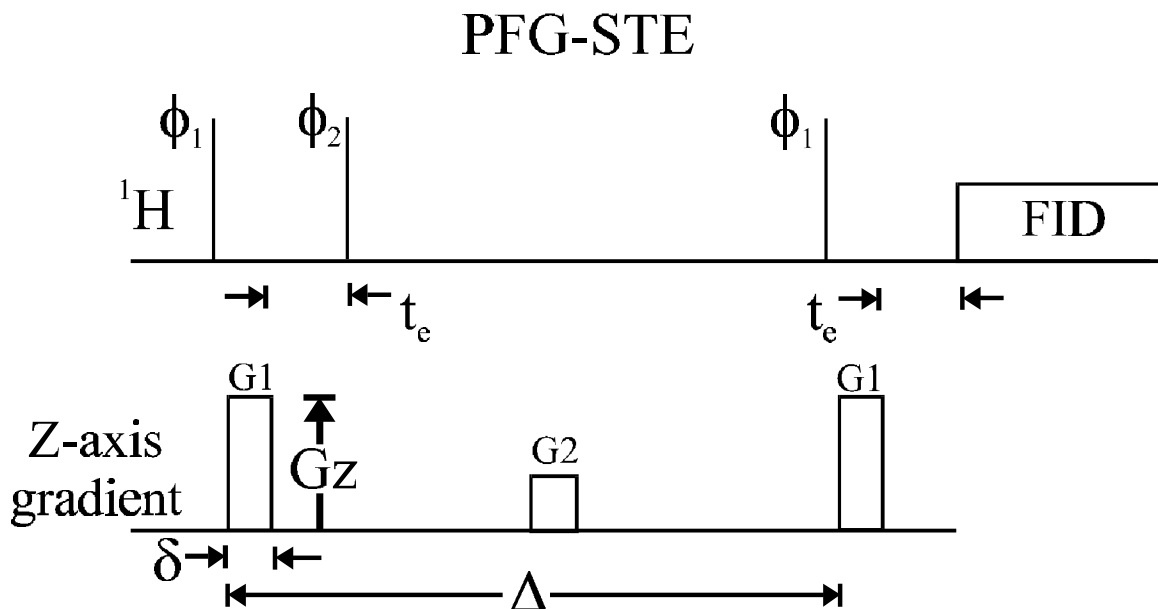 PFG-STE
ϕ₁ ϕ₂ ϕ₁
¹H
FID
tₑ tₑ
G1 G1
Z-axis
gradient
Gz
G2
δ
Δ